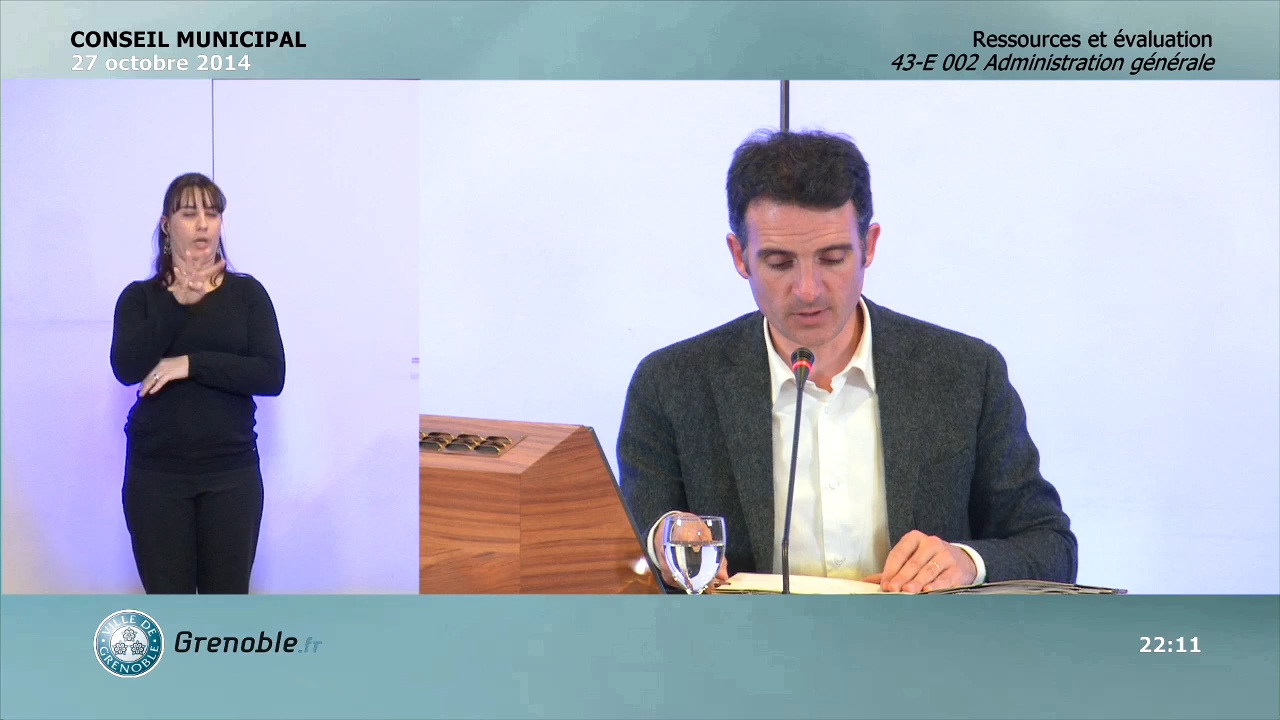 CONSEIL MUNICIPAL
27 octobre 2014
Ressources et évaluation
43-E 002 Administration générale
VILLE DE
GRENOBLE
Grenoble.fr
22:11